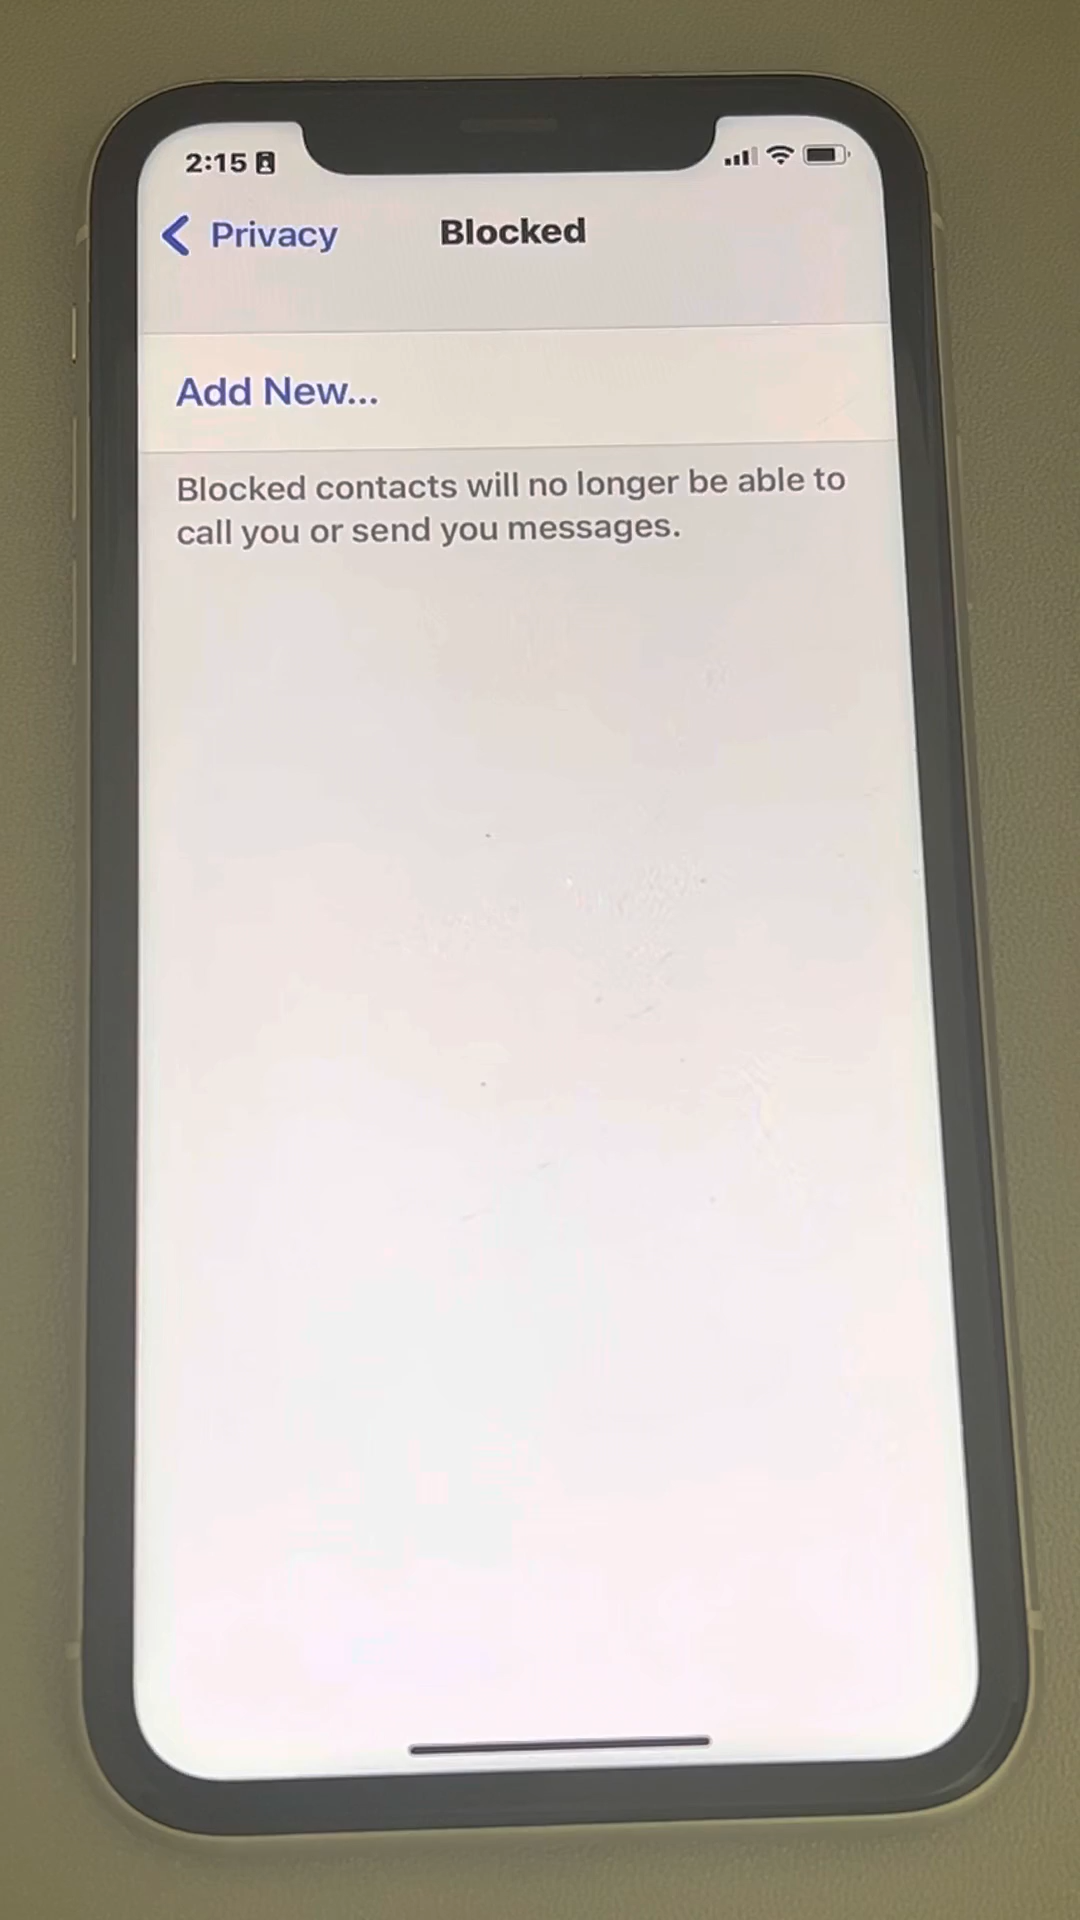 2:15
Privacy
Blocked
Add New...
Blocked contacts will no longer be able to
call you or send you messages.